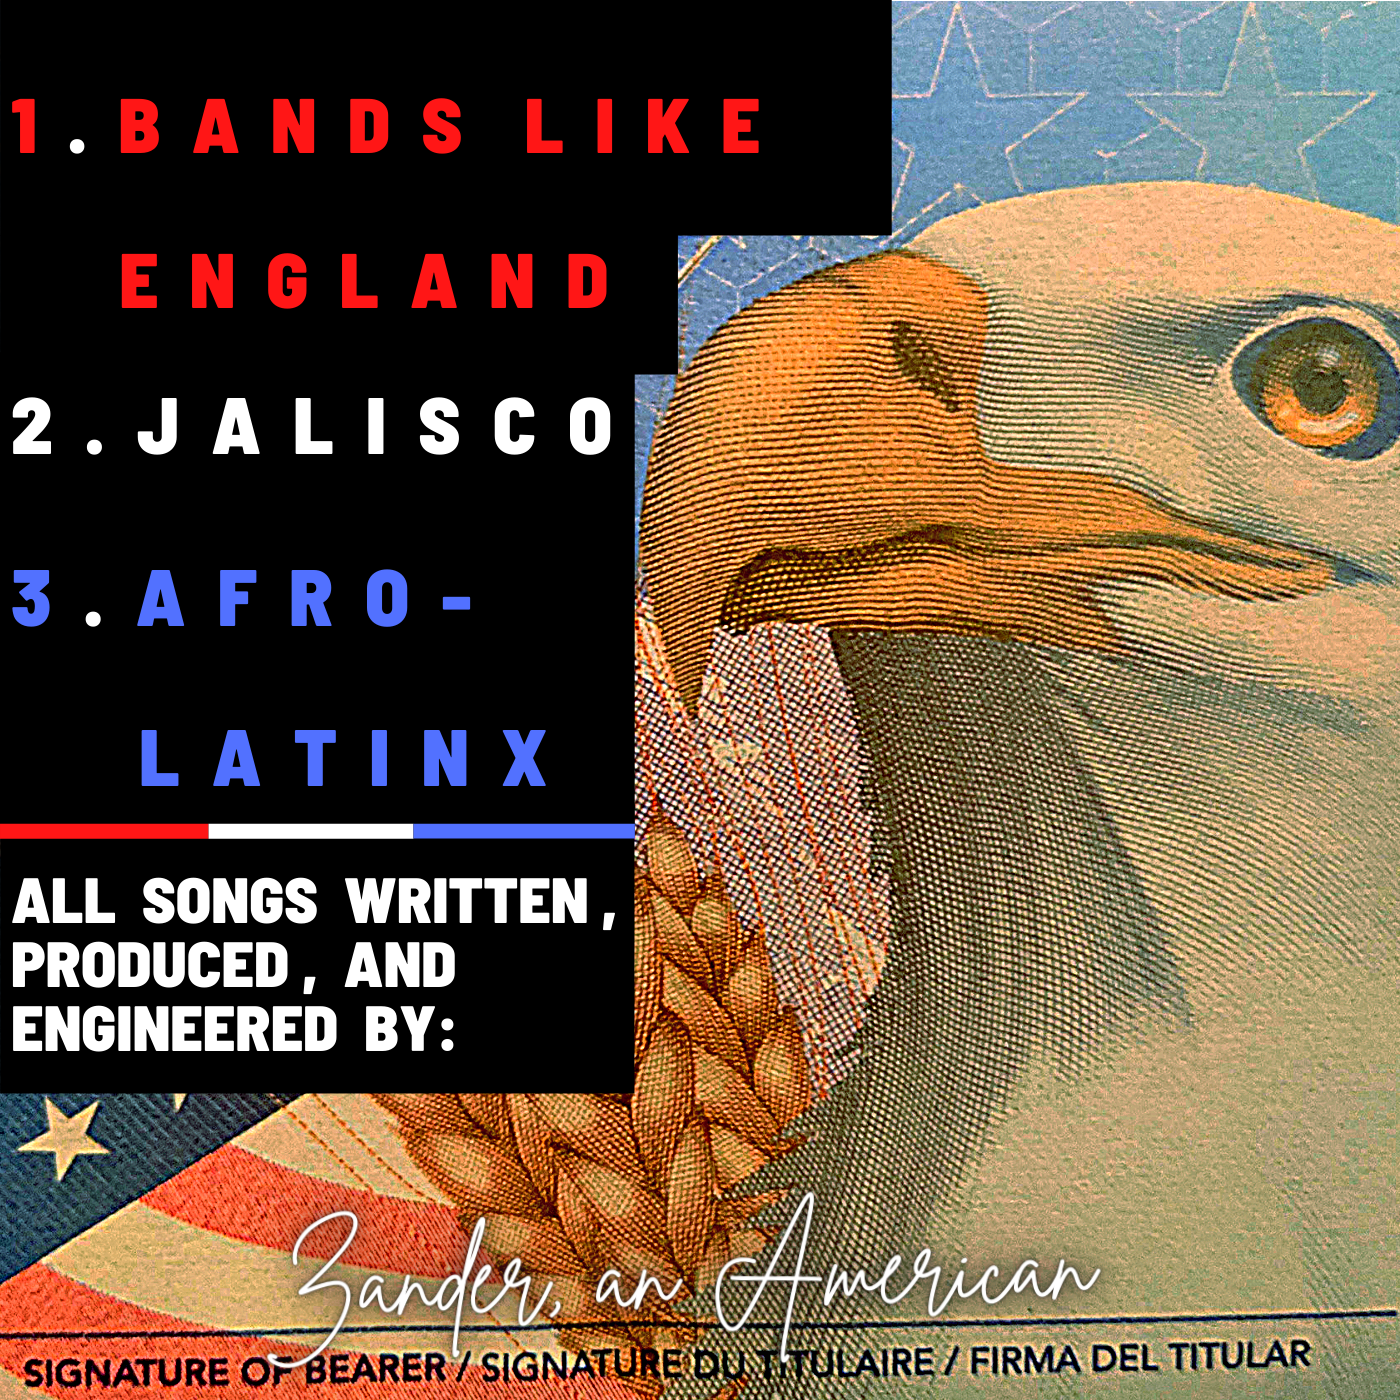 1. BANDS LIKE
ENGLAND
2. JALISCO
3. AFRO-
LATINX
ALL SONGS WRITTEN,
PRODUCED, AND
ENGINEERED BY:
Zander, an American
SIGNATURE OF BEARER / SIGNATURE DU TITULAIRE / FIRMA DEL TITULAR